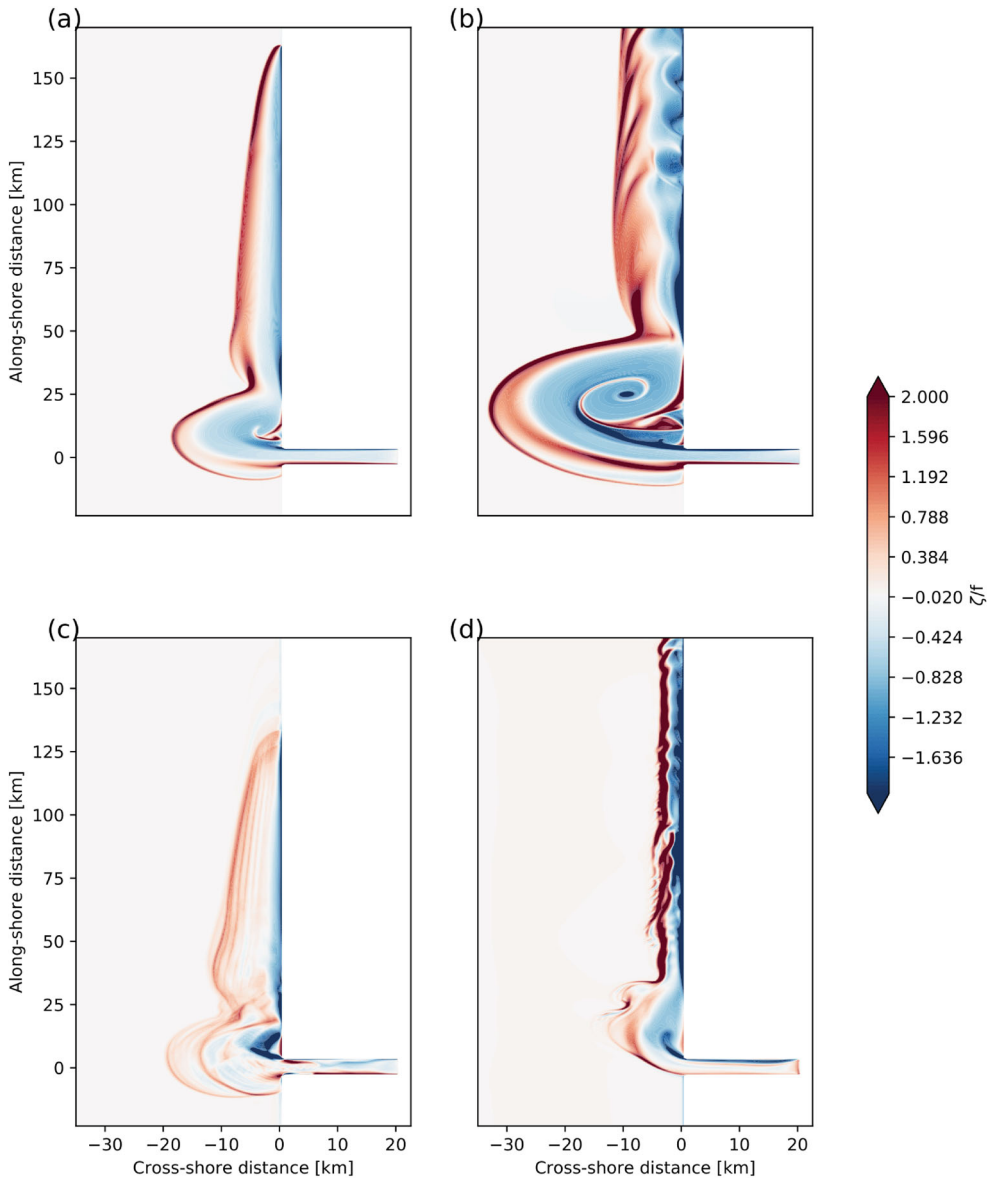 (a)
(b)
150
125
100
75
50
25
0
Along-shore distance [km]
2.000
1.596
1.192
0.788
0.384
−0.020
−0.424
−0.828
−1.232
−1.636
ζ/f
(c)
(d)
150
125
100
75
50
25
0
Along-shore distance [km]
−30 −20 −10 0 10 20
Cross-shore distance [km]
−30 −20 −10 0 10 20
Cross-shore distance [km]